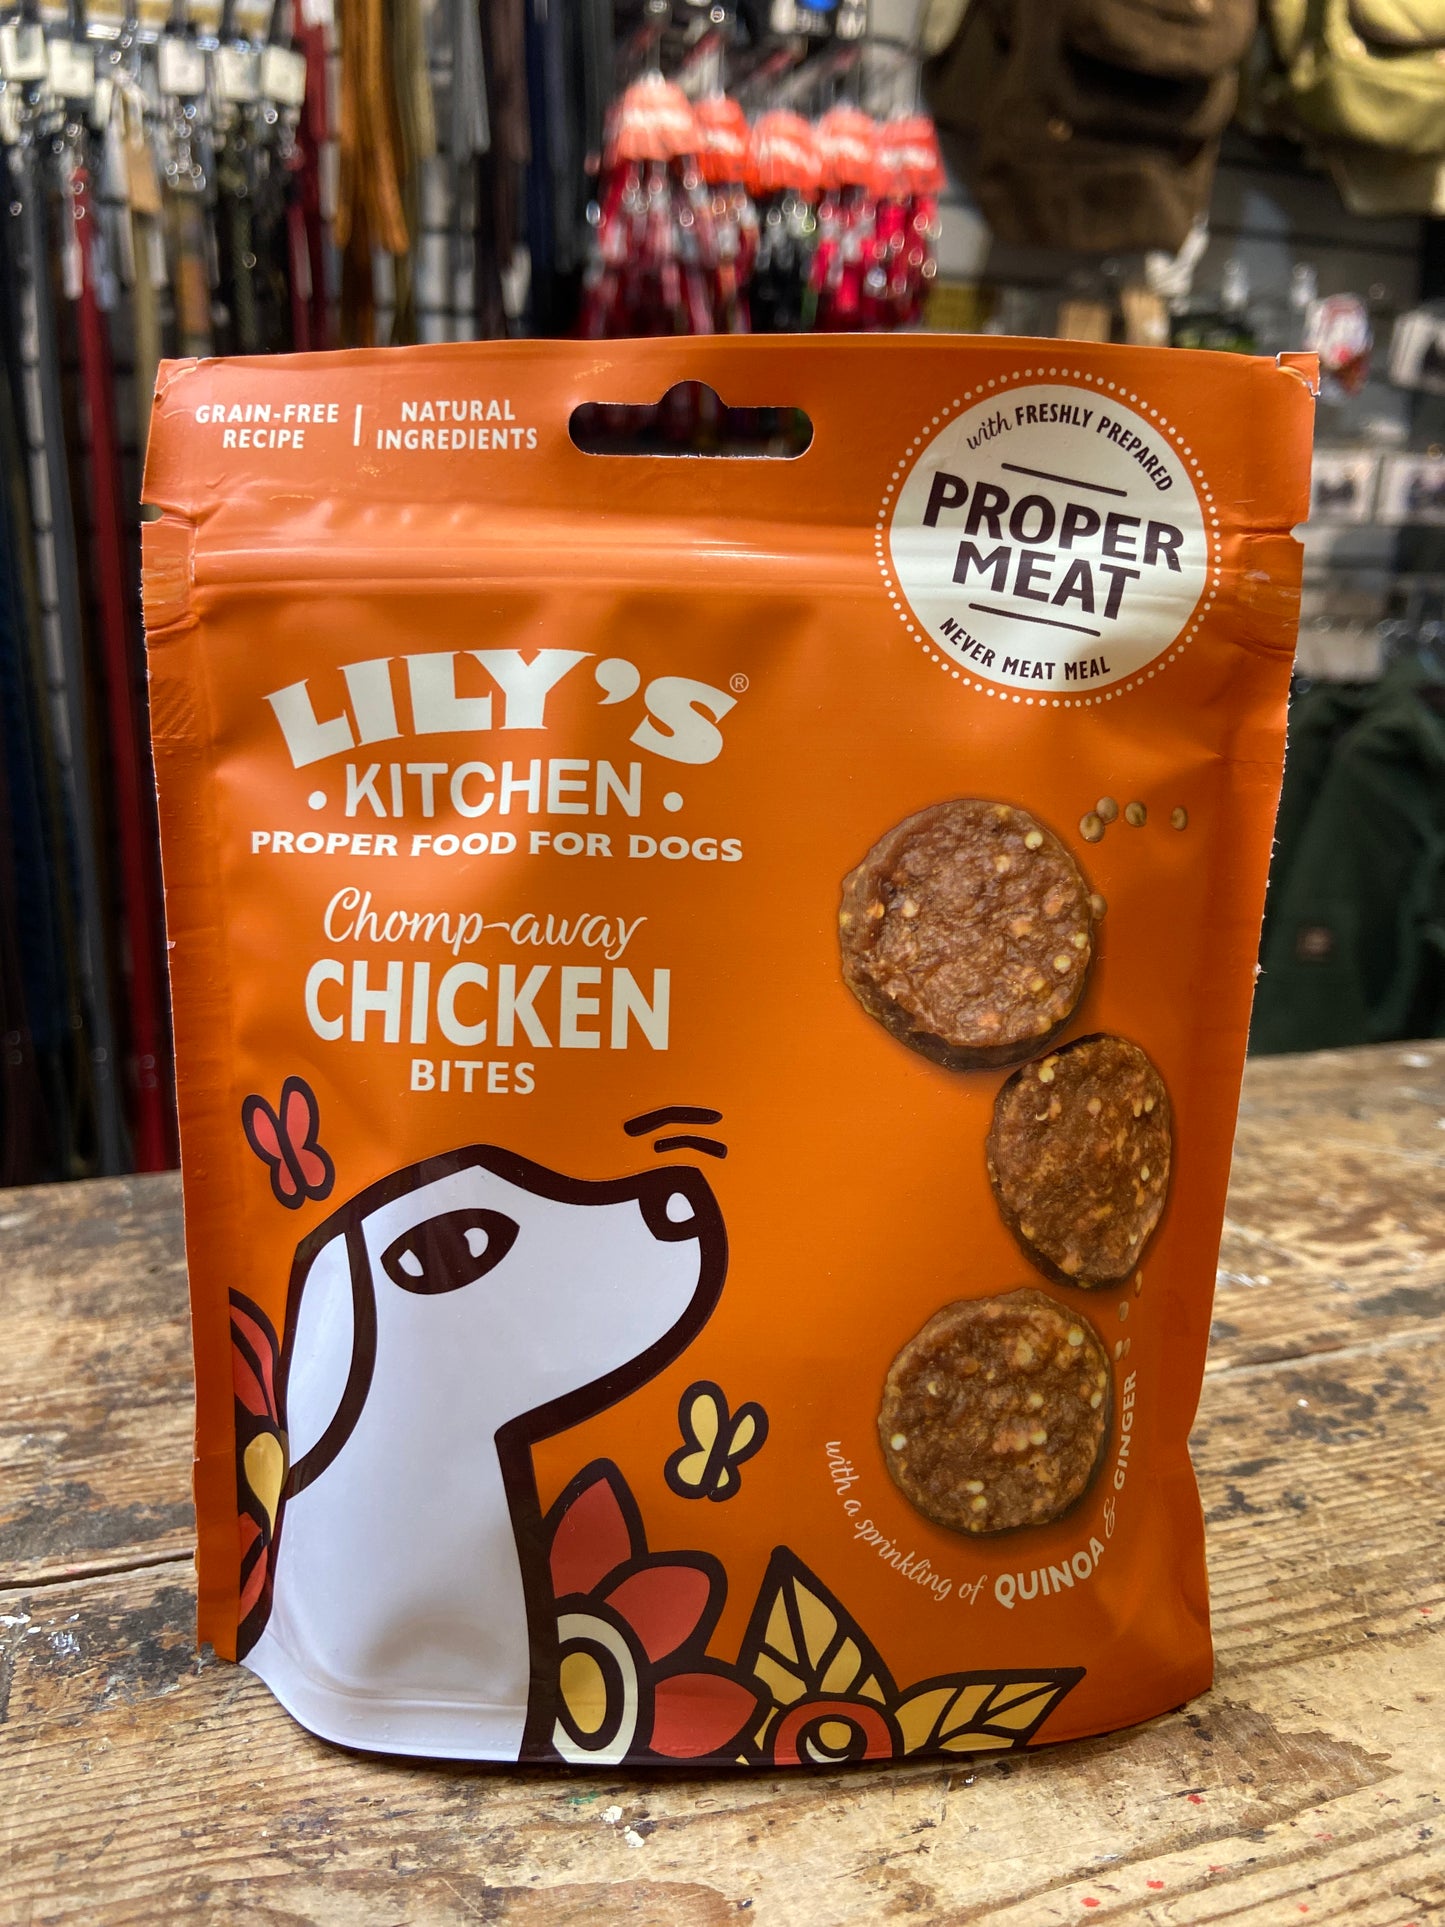 GRAIN-FREE
RECIPE
NATURAL
INGREDIENTS
with FRESHLY PREPARED
PROPER
MEAT
NEVER MEAT MEAL
LILY'S®
• KITCHEN •
PROPER FOOD FOR DOGS
Chomp-away
CHICKEN
BITES
with a sprinkling of QUINOA & GINGER